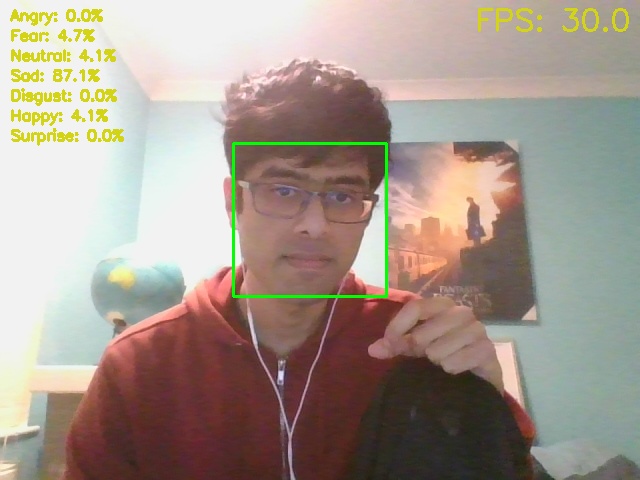 Angry: 0.0%
Fear: 4.7%
Neutral: 4.1%
Sad: 87.1%
Disgust: 0.0%
Happy: 4.1%
Surprise: 0.0%
FPS: 30.0
FANTASTIC
BEASTS